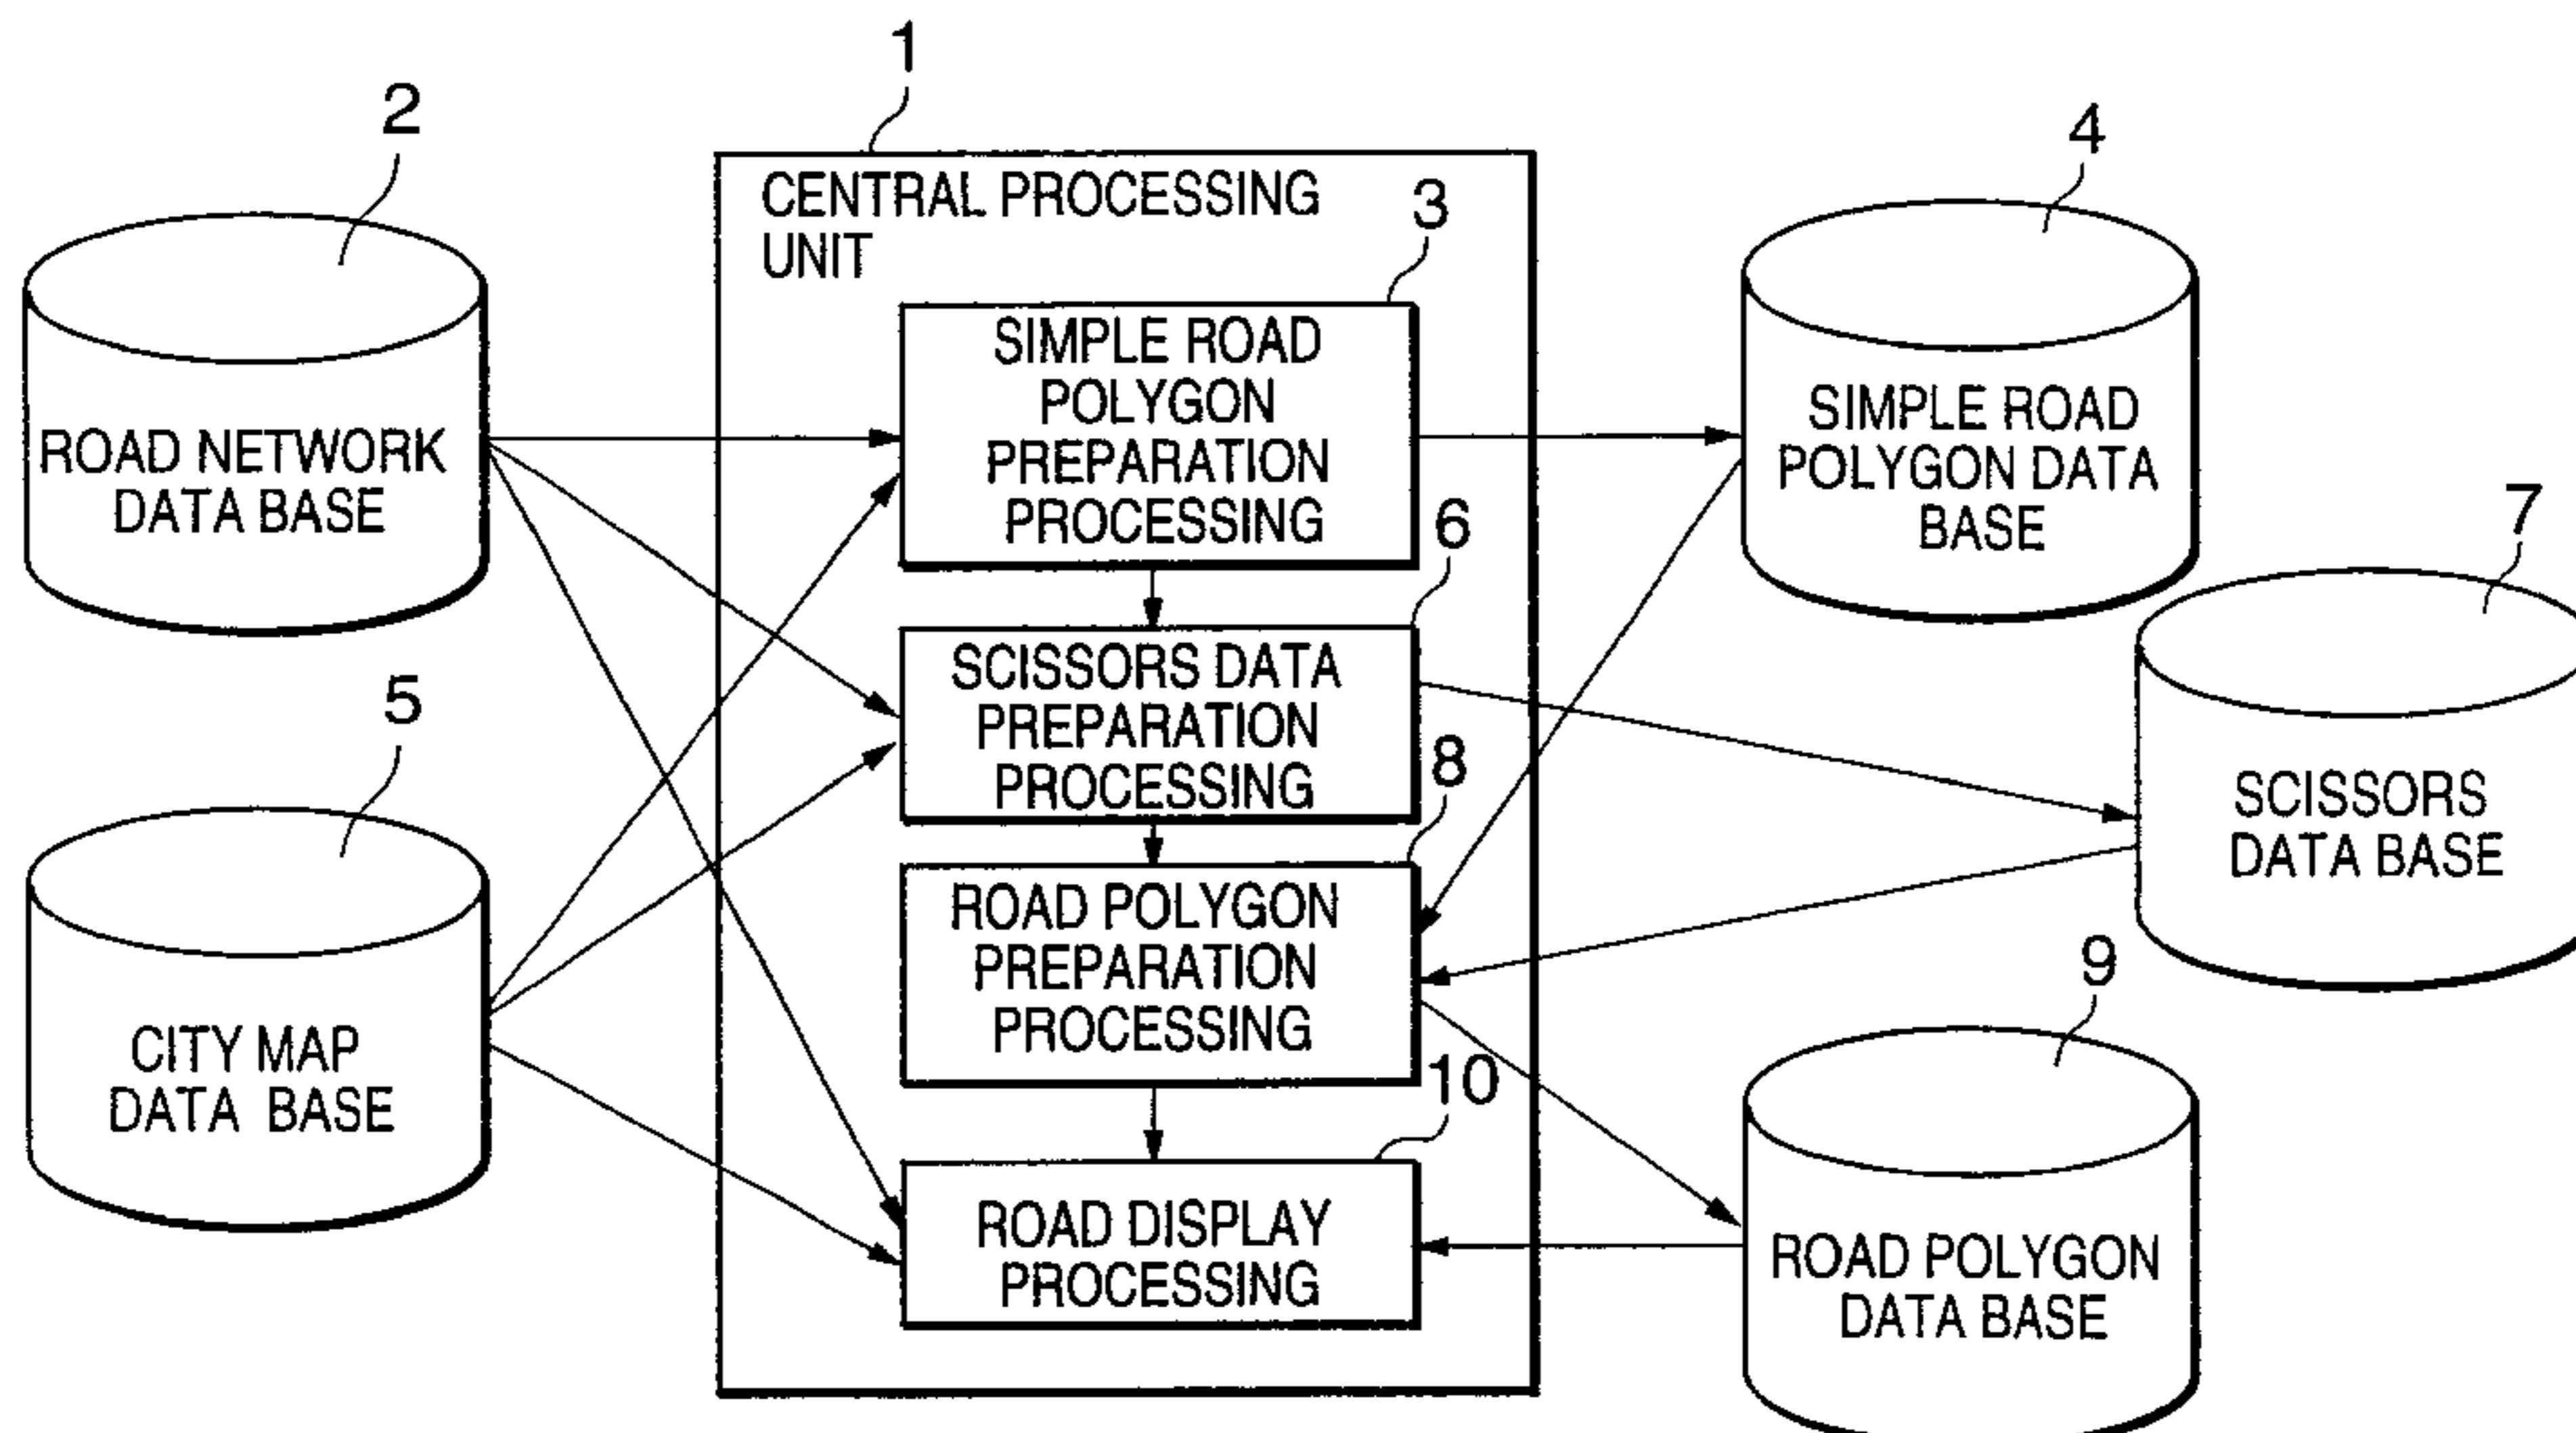 1
2
4
CENTRAL PROCESSING
UNIT
3
SIMPLE ROAD
POLYGON
PREPARATION
PROCESSING
ROAD NETWORK
DATA BASE
SIMPLE ROAD
POLYGON DATA
BASE
6
7
SCISSORS DATA
PREPARATION
PROCESSING
5
8
SCISSORS
DATA BASE
ROAD POLYGON
PREPARATION
PROCESSING
9
CITY MAP
DATA BASE
10
ROAD DISPLAY
PROCESSING
ROAD POLYGON
DATA BASE